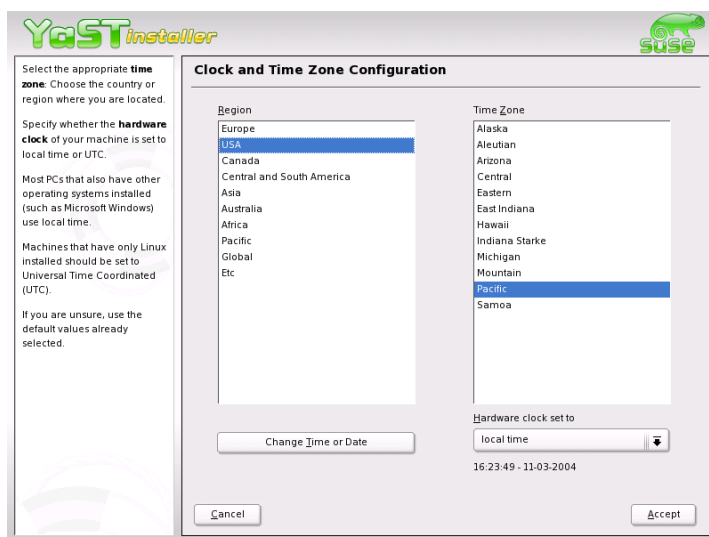 YaST installer
SUSE
Select the appropriate time
zone: Choose the country or
region where you are located.
Specify whether the hardware
clock of your machine is set to
local time or UTC.
Most PCs that also have other
operating systems installed
(such as Microsoft Windows)
use local time.
Machines that have only Linux
installed should be set to
Universal Time Coordinated
(UTC).
If you are unsure, use the
default values already
selected.
Clock and Time Zone Configuration
Region
Europe
USA
Canada
Central and South America
Asia
Australia
Africa
Pacific
Global
Etc
Change Time or Date
Time Zone
Alaska
Aleutian
Arizona
Central
Eastern
East Indiana
Hawaii
Indiana Starke
Michigan
Mountain
Pacific
Samoa
Hardware clock set to
local time
16:23:49 - 11-03-2004
Cancel
Accept